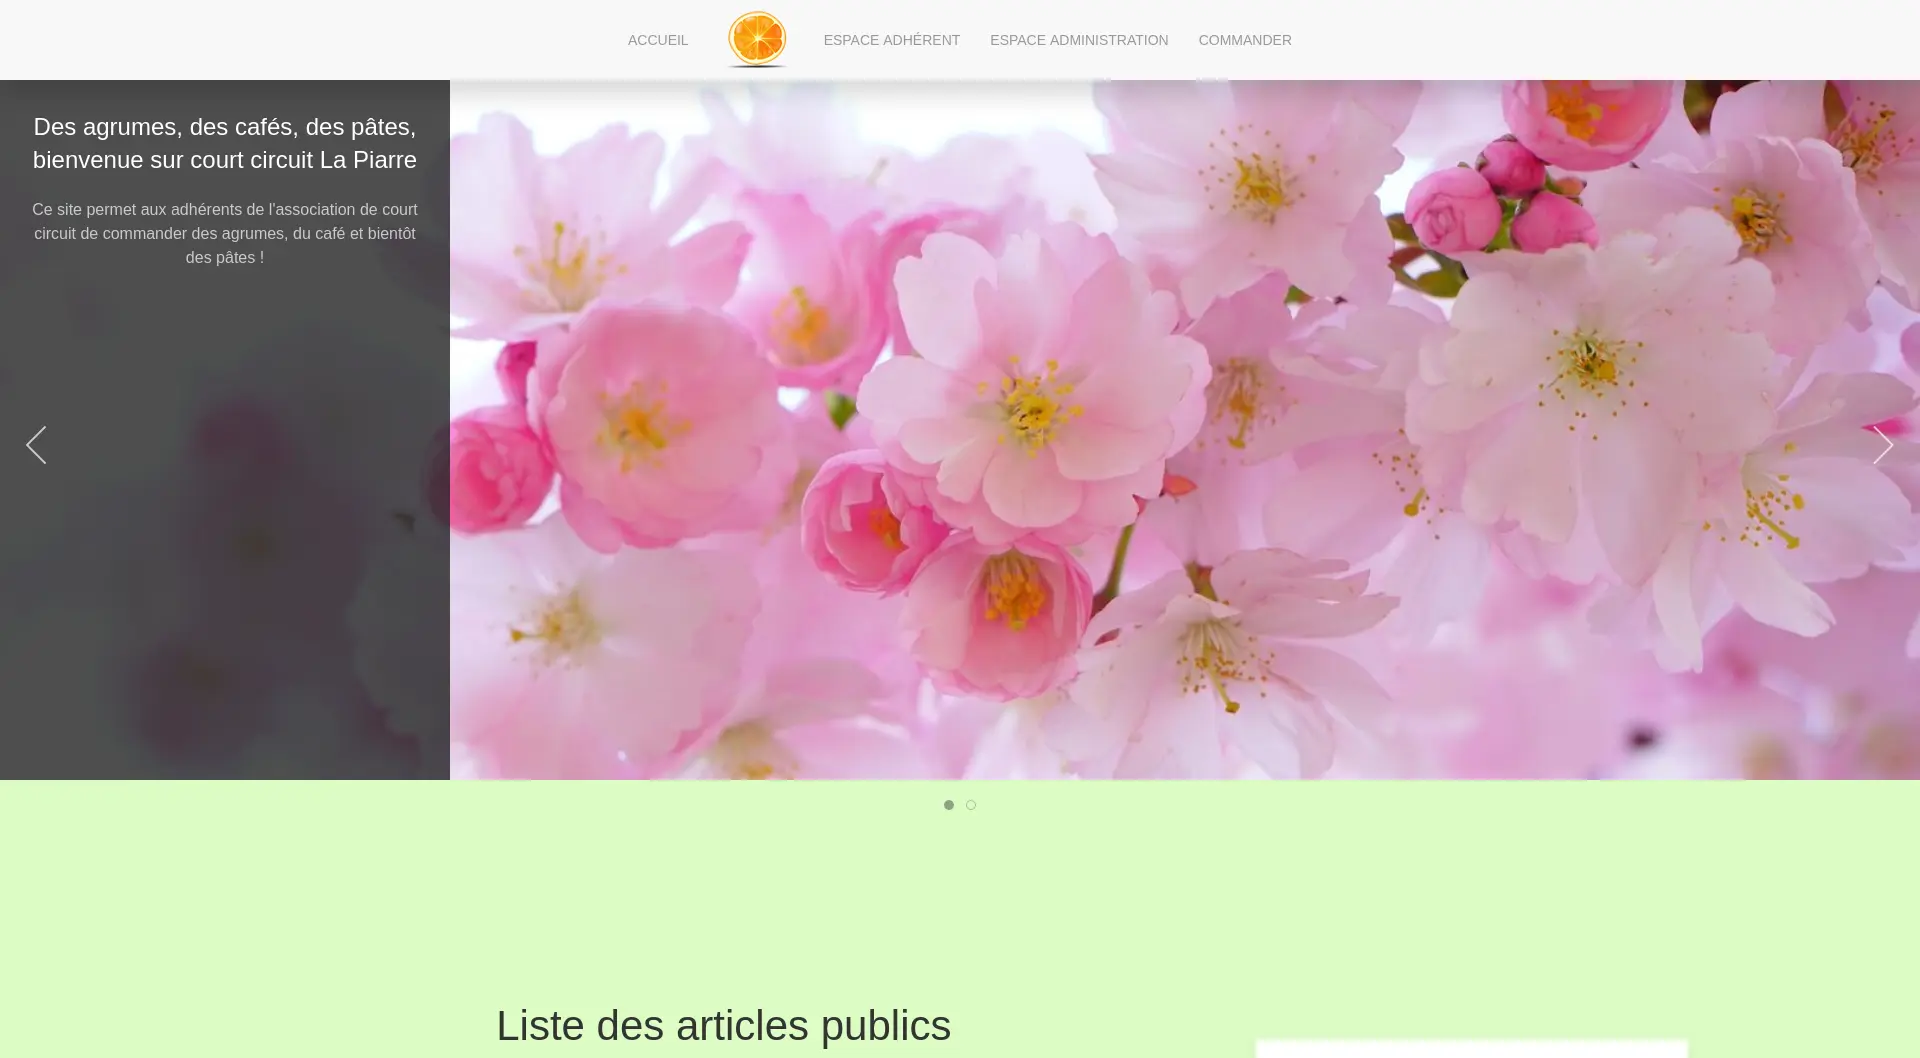 ACCUEIL
ESPACE ADHÉRENT
ESPACE ADMINISTRATION
COMMANDER
Des agrumes, des cafés, des pâtes,
bienvenue sur court circuit La Piarre
Ce site permet aux adhérents de l'association de court
circuit de commander des agrumes, du café et bientôt
des pâtes !
Liste des articles publics